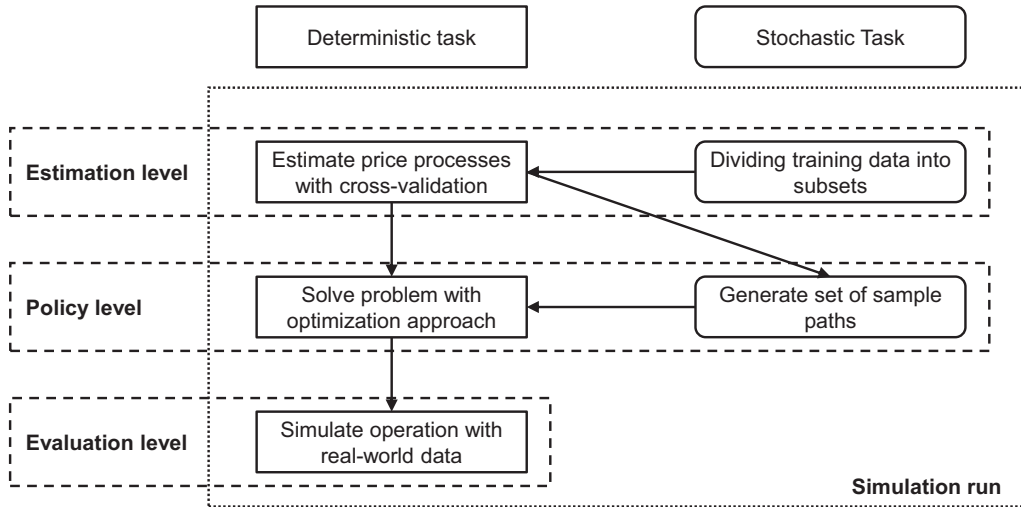 Deterministic task
Stochastic Task
Estimation level
Estimate price processes
with cross-validation
Dividing training data into
subsets
Policy level
Solve problem with
optimization approach
Generate set of sample
paths
Evaluation level
Simulate operation with
real-world data
Simulation run